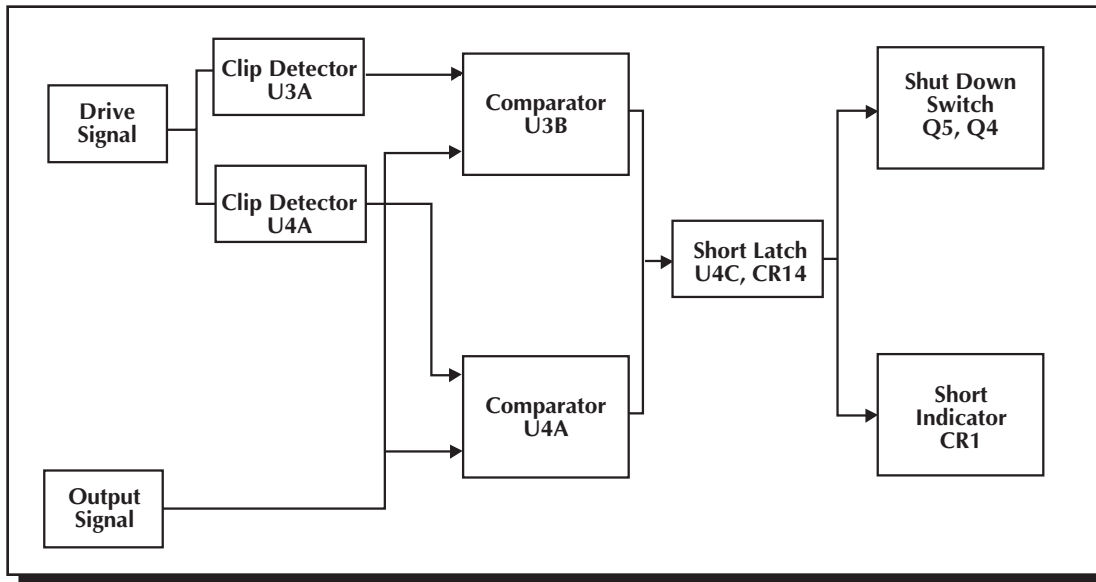 Drive
Signal
Clip Detector
U3A
Clip Detector
U4A
Comparator
U3B
Comparator
U4A
Output
Signal
Short Latch
U4C, CR14
Shut Down
Switch
Q5, Q4
Short
Indicator
CR1